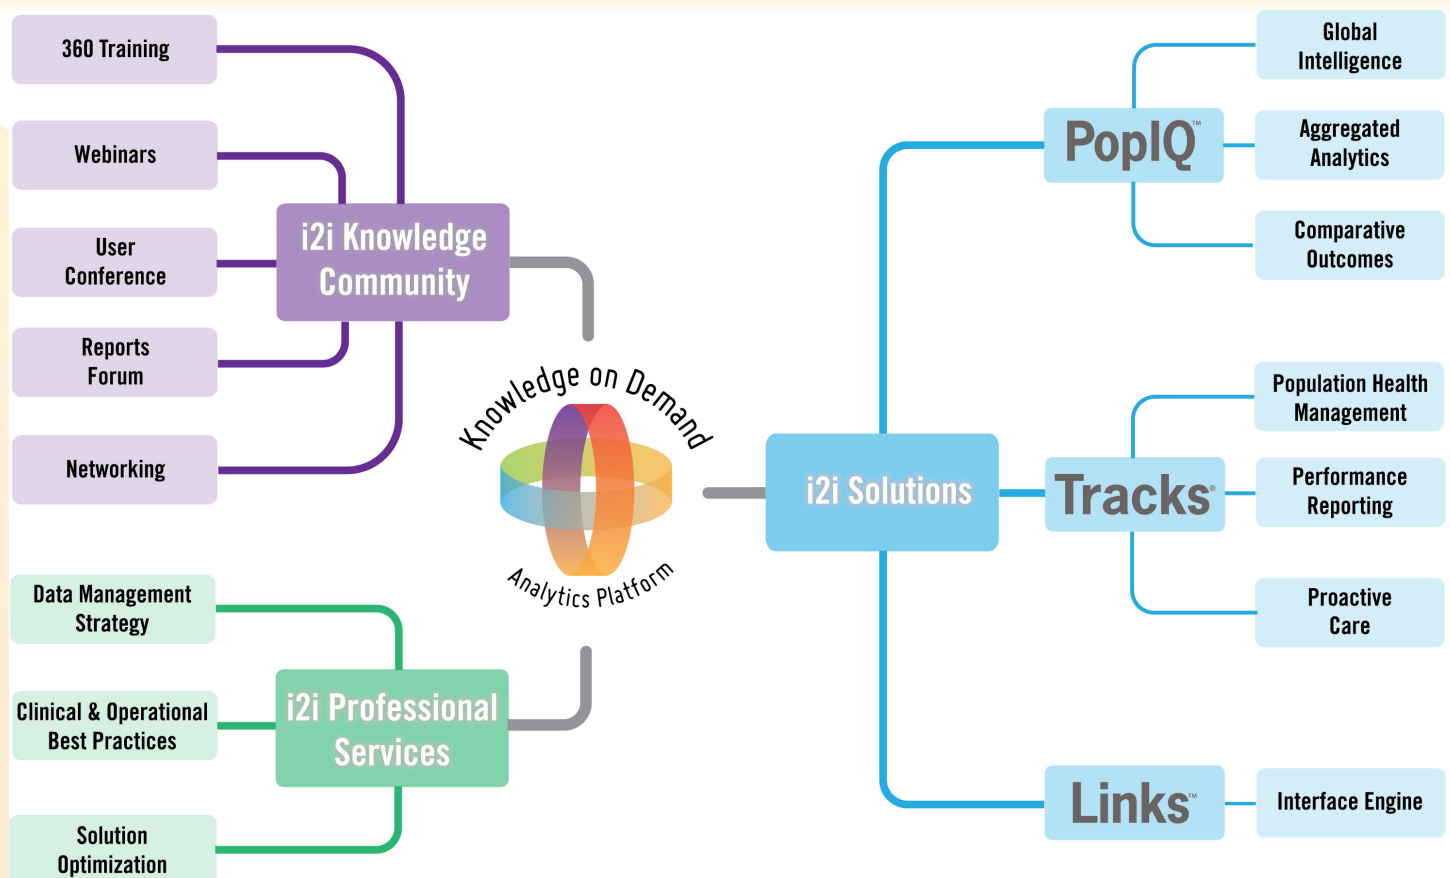 360 Training
Webinars
User
Conference
Reports
Forum
Networking
i2i Knowledge
Community
Data Management
Strategy
Clinical & Operational
Best Practices
Solution
Optimization
i2i Professional
Services
Knowledge on Demand
Analytics Platform
i2i Solutions
PopIQ™
Global
Intelligence
Aggregated
Analytics
Comparative
Outcomes
Tracks®
Population Health
Management
Performance
Reporting
Proactive
Care
Links™
Interface Engine